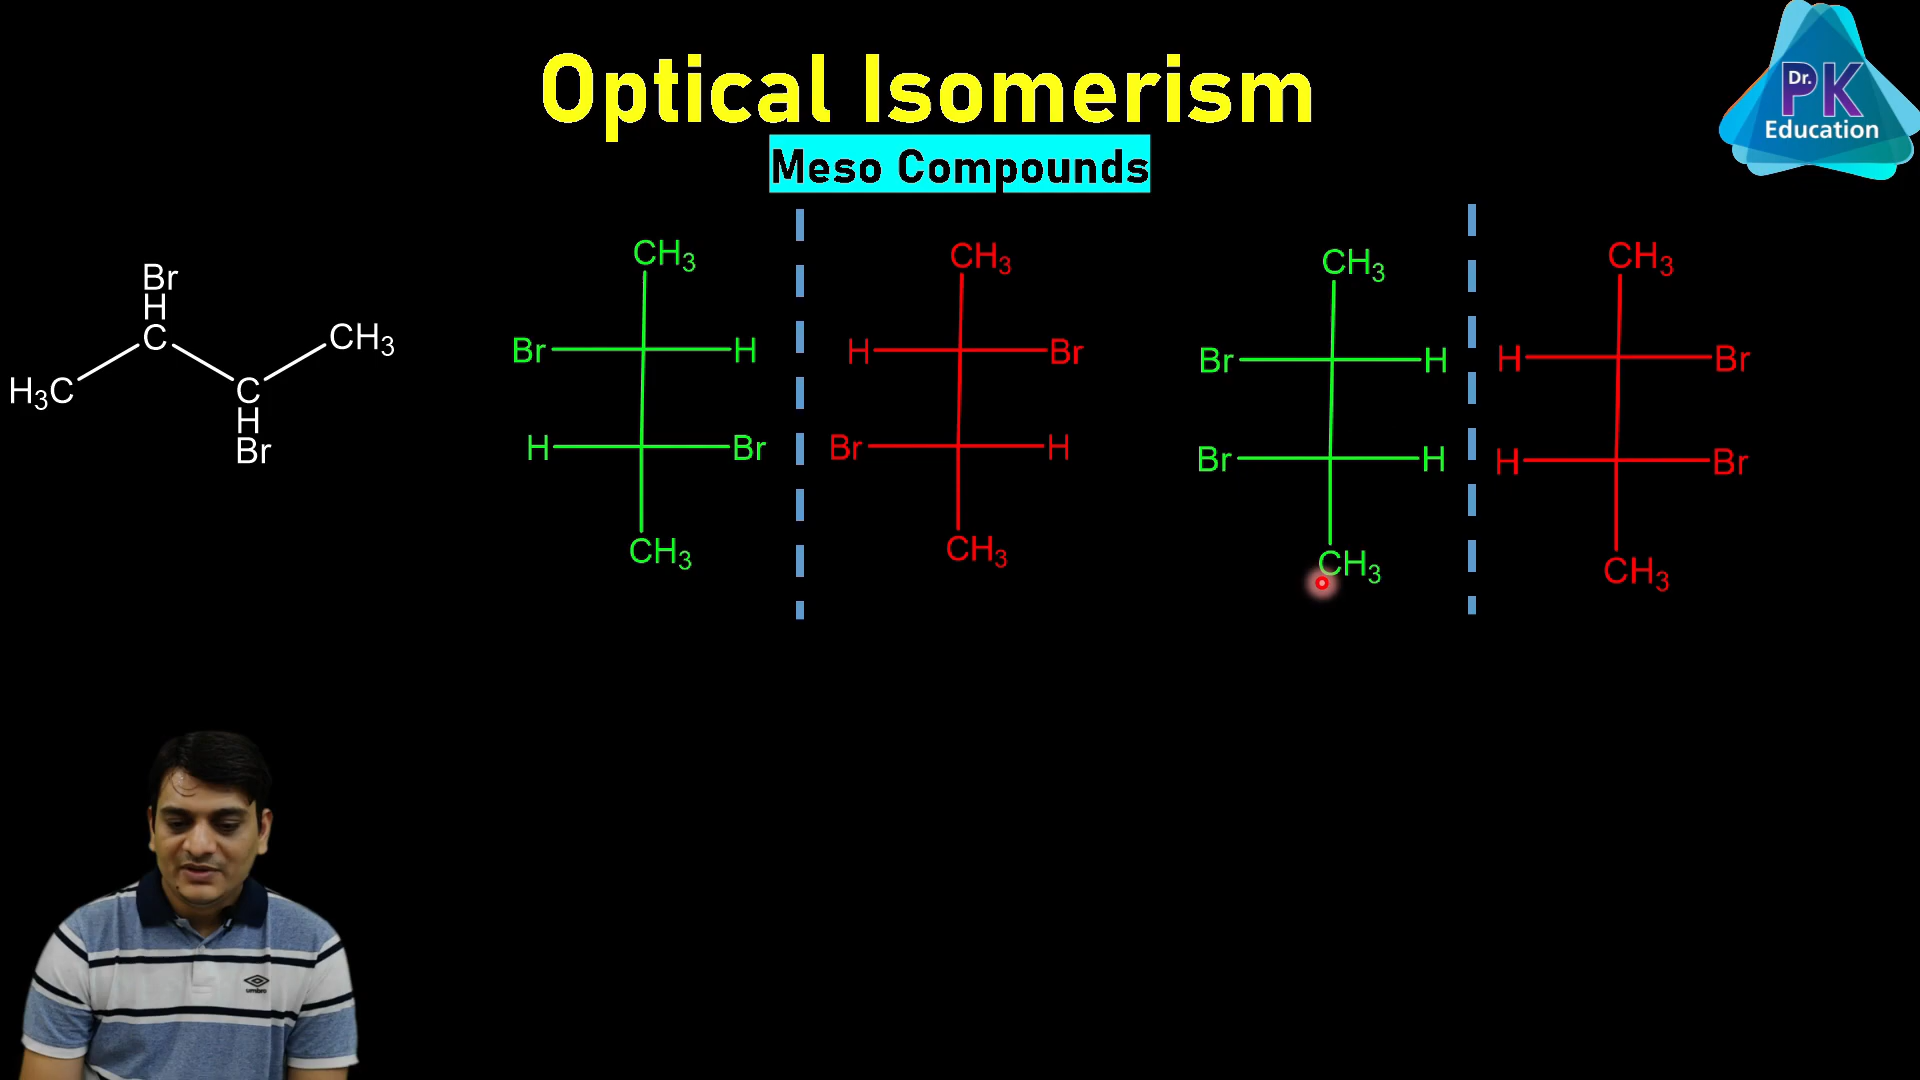 Optical Isomerism
Meso Compounds
Dr.
PK
Education
Br
H
C
CH3
H3C
C
H
Br
CH3
Br H
H Br
CH3
CH3
H Br
Br H
CH3
CH3
Br H
Br H
CH3
CH3
H Br
H Br
CH3
umbro